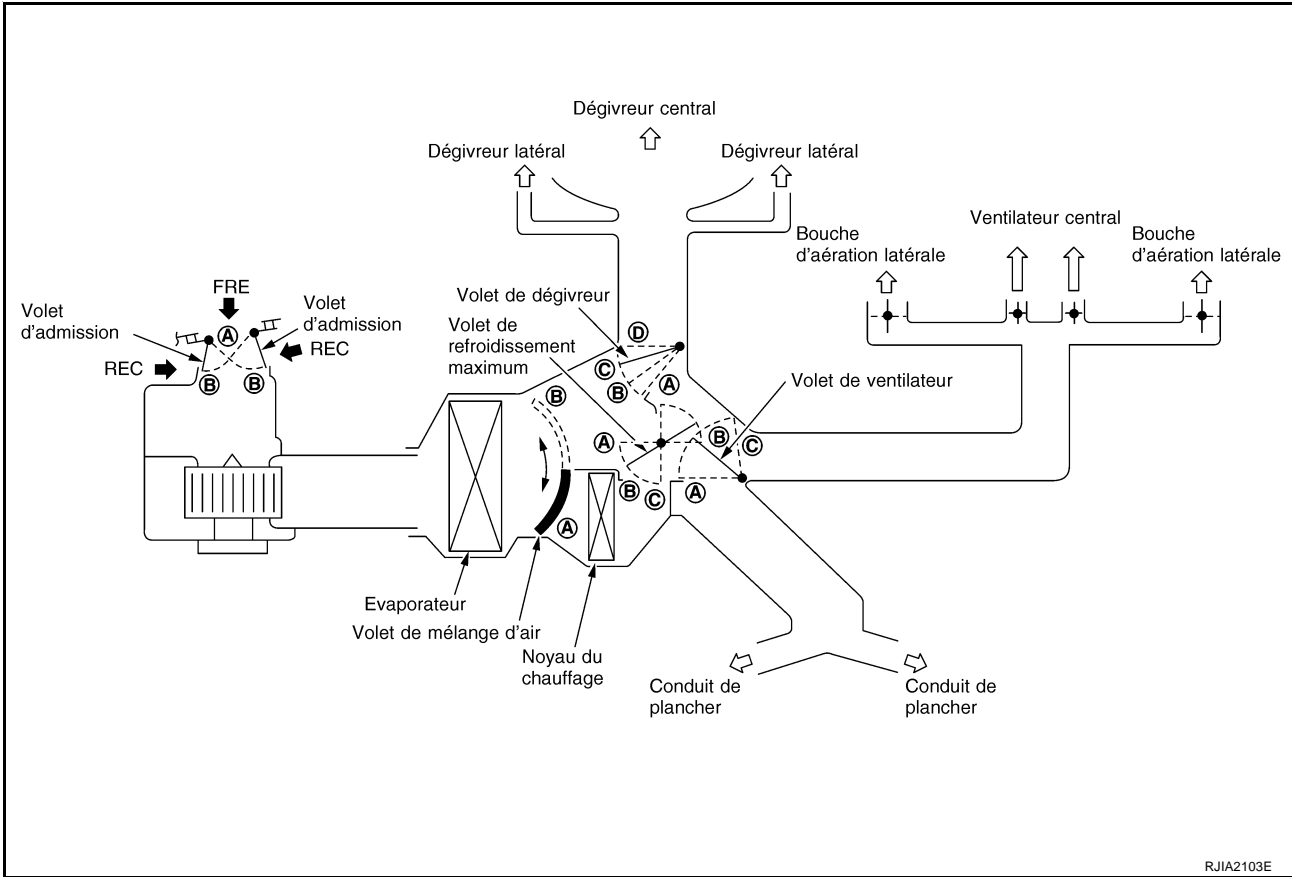 Dégivreur central
Dégivreur latéral
Dégivreur latéral
Ventilateur central
Bouche
d'aération latérale
Bouche
d'aération latérale
FRE
Volet
d'admission
Volet
d'admission
REC
REC
A
B
B
Volet de dégivreur
Volet de
refroidissement
maximum
Volet de ventilateur
D
C
B
A
B
A
B
C
B
C
A
A
Evaporateur
Volet de mélange d'air
Noyau du
chauffage
Conduit de
plancher
Conduit de
plancher
RJIA2103E